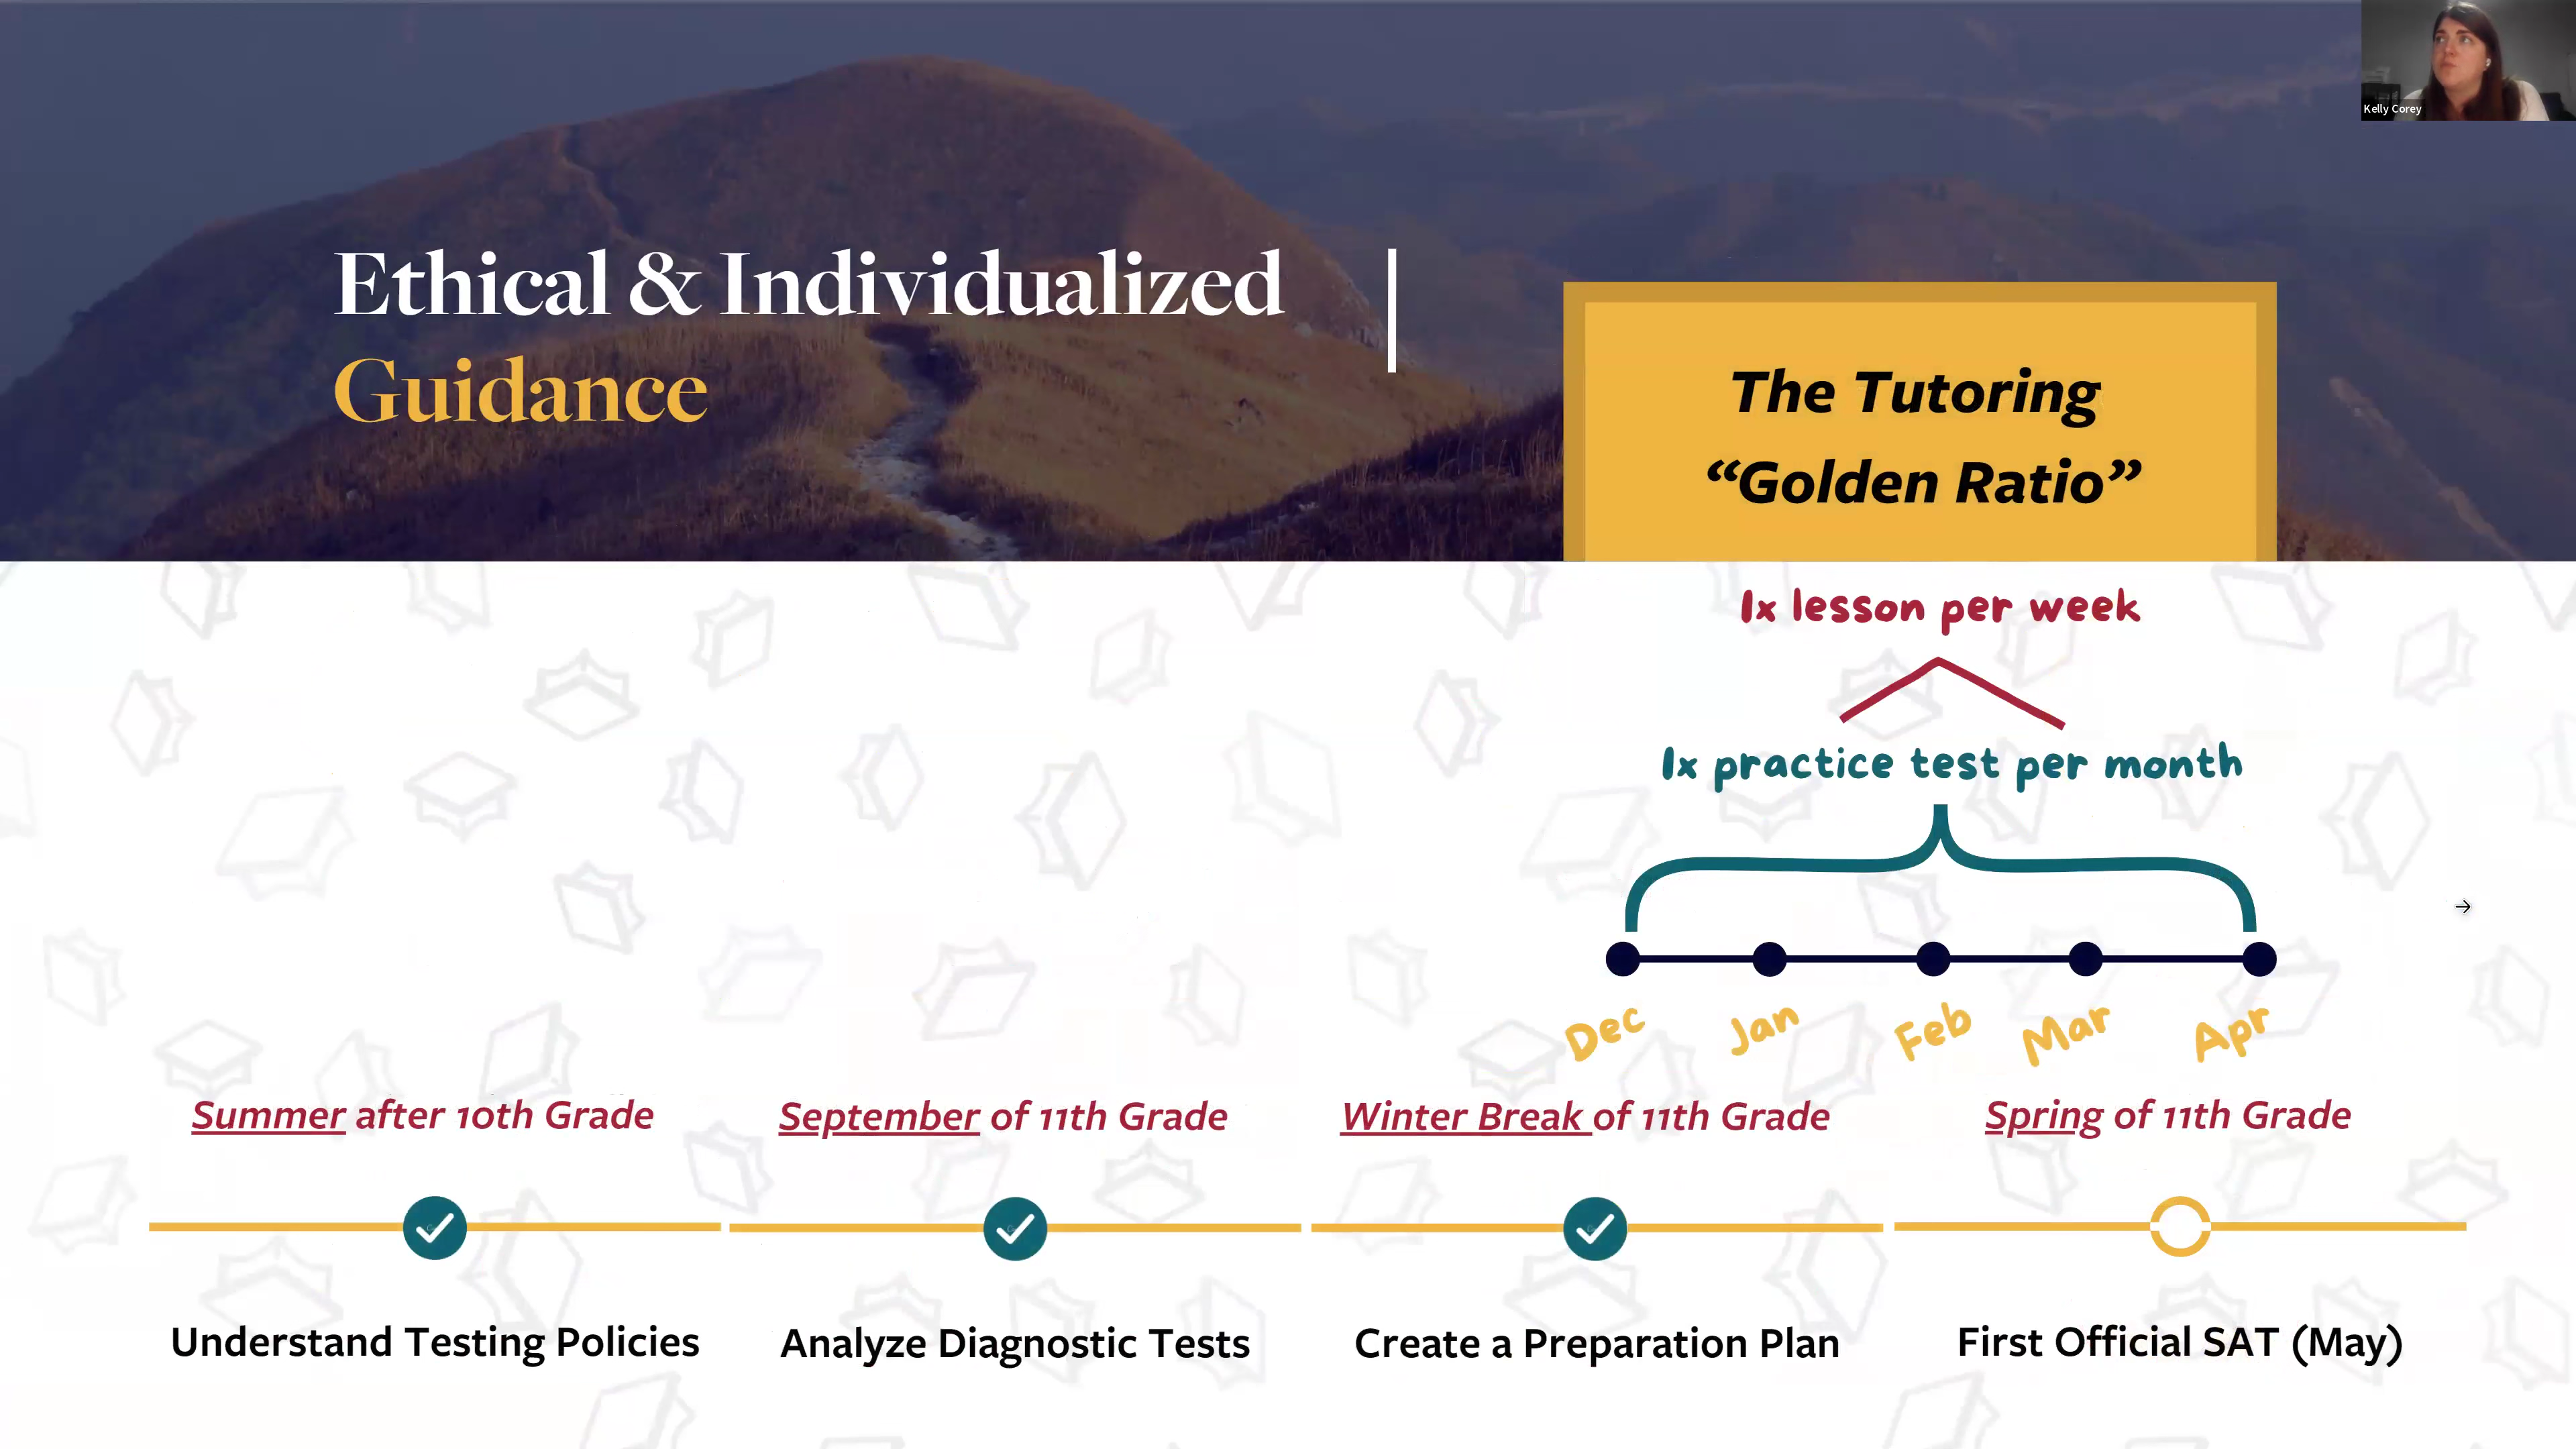 Kelly Corey
Ethical & Individualized
Guidance
The Tutoring
“Golden Ratio”
1x lesson per week
1x practice test per month
Dec Jan Feb Mar Apr
Summer after 10th Grade
September of 11th Grade
Winter Break of 11th Grade
Spring of 11th Grade
Understand Testing Policies
Analyze Diagnostic Tests
Create a Preparation Plan
First Official SAT (May)